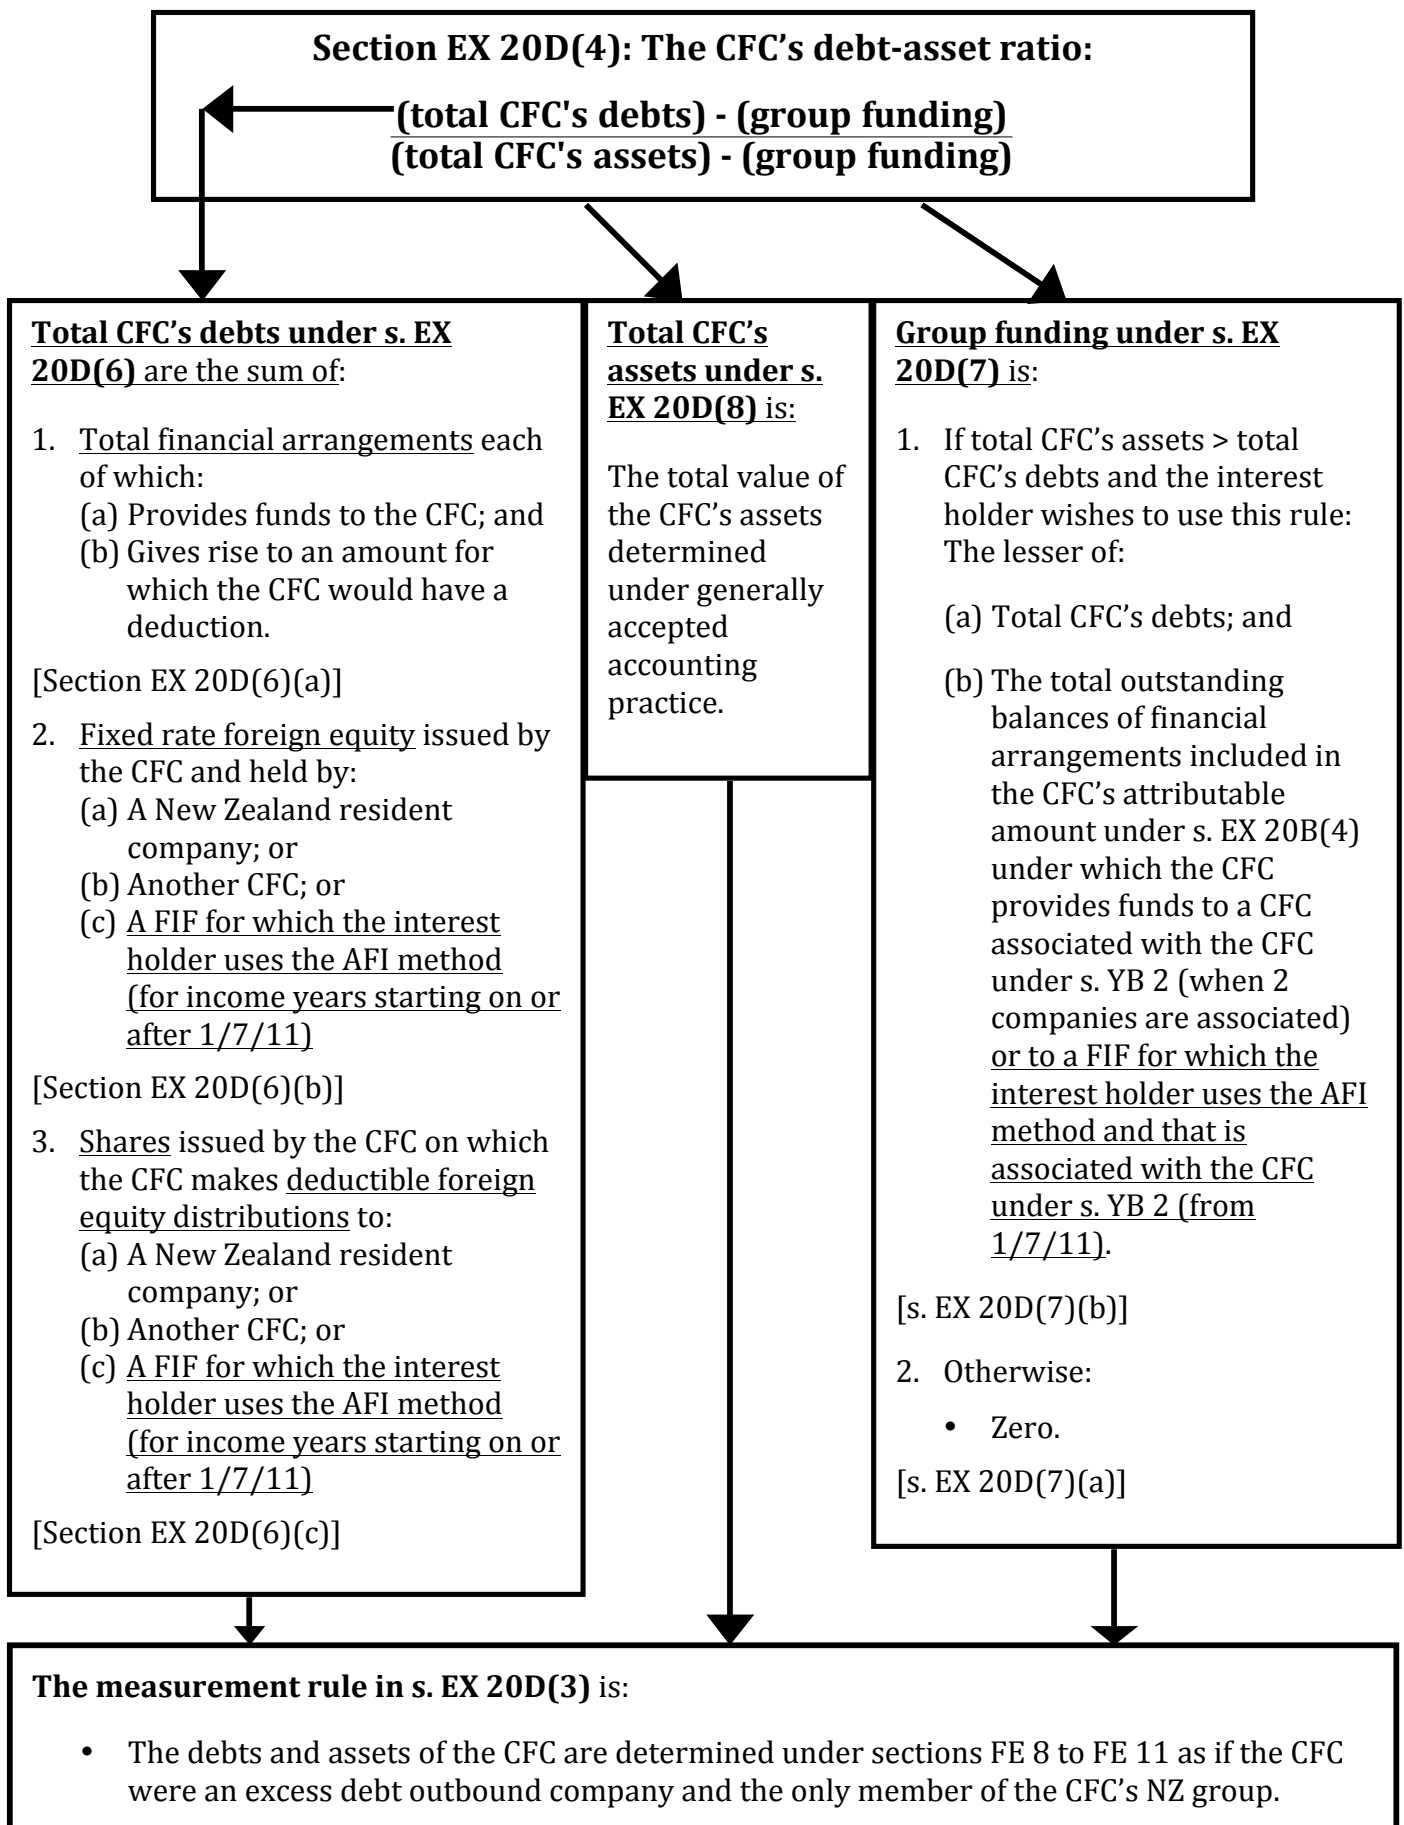 Section EX 20D(4): The CFC's debt-asset ratio:
(total CFC's debts) - (group funding)
(total CFC's assets) - (group funding)
Total CFC's debts under s. EX
20D(6) are the sum of:
1. Total financial arrangements each
of which:
(a) Provides funds to the CFC; and
(b) Gives rise to an amount for
which the CFC would have a
deduction.
[Section EX 20D(6)(a)]
2. Fixed rate foreign equity issued by
the CFC and held by:
(a) A New Zealand resident
company; or
(b) Another CFC; or
(c) A FIF for which the interest
holder uses the AFI method
(for income years starting on or
after 1/7/11)
[Section EX 20D(6)(b)]
3. Shares issued by the CFC on which
the CFC makes deductible foreign
equity distributions to:
(a) A New Zealand resident
company; or
(b) Another CFC; or
(c) A FIF for which the interest
holder uses the AFI method
(for income years starting on or
after 1/7/11)
[Section EX 20D(6)(c)]
Total CFC's
assets under s.
EX 20D(8) is:
The total value of
the CFC's assets
determined
under generally
accepted
accounting
practice.
Group funding under s. EX
20D(7) is:
1. If total CFC's assets > total
CFC's debts and the interest
holder wishes to use this rule:
The lesser of:
(a) Total CFC's debts; and
(b) The total outstanding
balances of financial
arrangements included in
the CFC's attributable
amount under s. EX 20B(4)
under which the CFC
provides funds to a CFC
associated with the CFC
under s. YB 2 (when 2
companies are associated)
or to a FIF for which the
interest holder uses the AFI
method and that is
associated with the CFC
under s. YB 2 (from
1/7/11).
[s. EX 20D(7)(b)]
2. Otherwise:
• Zero.
[s. EX 20D(7)(a)]
The measurement rule in s. EX 20D(3) is:
• The debts and assets of the CFC are determined under sections FE 8 to FE 11 as if the CFC
were an excess debt outbound company and the only member of the CFC's NZ group.